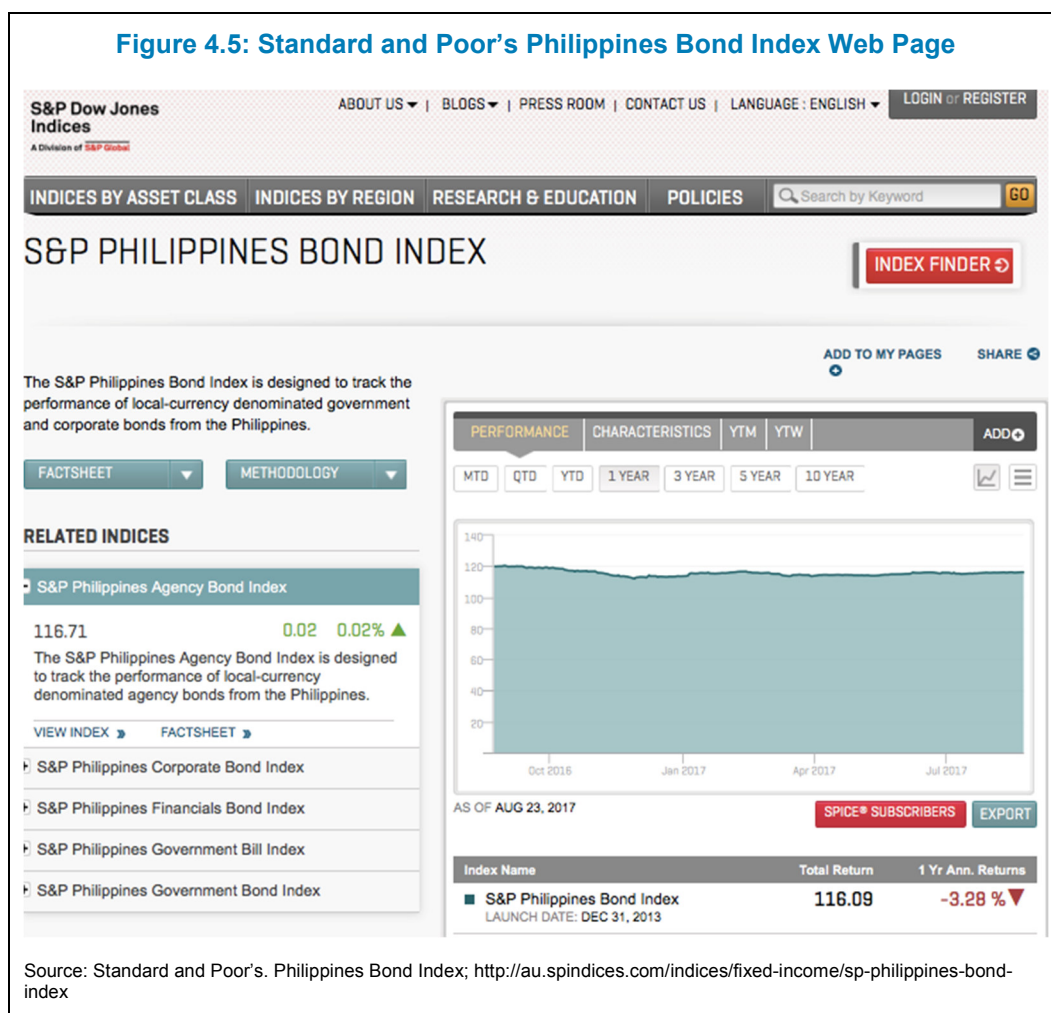 Figure 4.5: Standard and Poor's Philippines Bond Index Web Page
S&P Dow Jones
Indices
A Division of S&P Global
ABOUT US | BLOGS | PRESS ROOM | CONTACT US | LANGUAGE : ENGLISH
LOGIN or REGISTER
INDICES BY ASSET CLASS INDICES BY REGION RESEARCH & EDUCATION POLICIES Search by Keyword GO
S&P PHILIPPINES BOND INDEX
INDEX FINDER
ADD TO MY PAGES SHARE
The S&P Philippines Bond Index is designed to track the
performance of local-currency denominated government
and corporate bonds from the Philippines.
FACTSHEET METHODOLOGY
RELATED INDICES
S&P Philippines Agency Bond Index
116.71 0.02 0.02%
The S&P Philippines Agency Bond Index is designed
to track the performance of local-currency
denominated agency bonds from the Philippines.
VIEW INDEX FACTSHEET
S&P Philippines Corporate Bond Index
S&P Philippines Financials Bond Index
S&P Philippines Government Bill Index
S&P Philippines Government Bond Index
PERFORMANCE CHARACTERISTICS YTM YTW ADD
MTD QTD YTD 1 YEAR 3 YEAR 5 YEAR 10 YEAR
140
120
100
80
60
40
20
Oct 2016 Jan 2017 Apr 2017 Jul 2017
AS OF AUG 23, 2017
SPICE® SUBSCRIBERS EXPORT
Index Name Total Return 1 Yr Ann. Returns
S&P Philippines Bond Index 116.09 -3.28 %
LAUNCH DATE: DEC 31, 2013
Source: Standard and Poor's. Philippines Bond Index; http://au.spindices.com/indices/fixed-income/sp-philippines-bond-
index